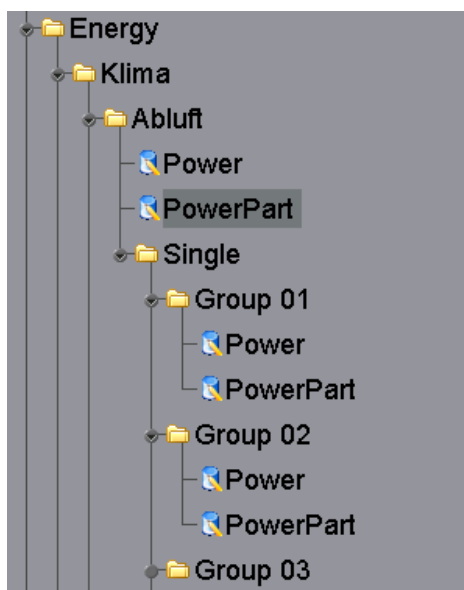 Energy
Klima
Abluft
Power
PowerPart
Single
Group 01
Power
PowerPart
Group 02
Power
PowerPart
Group 03